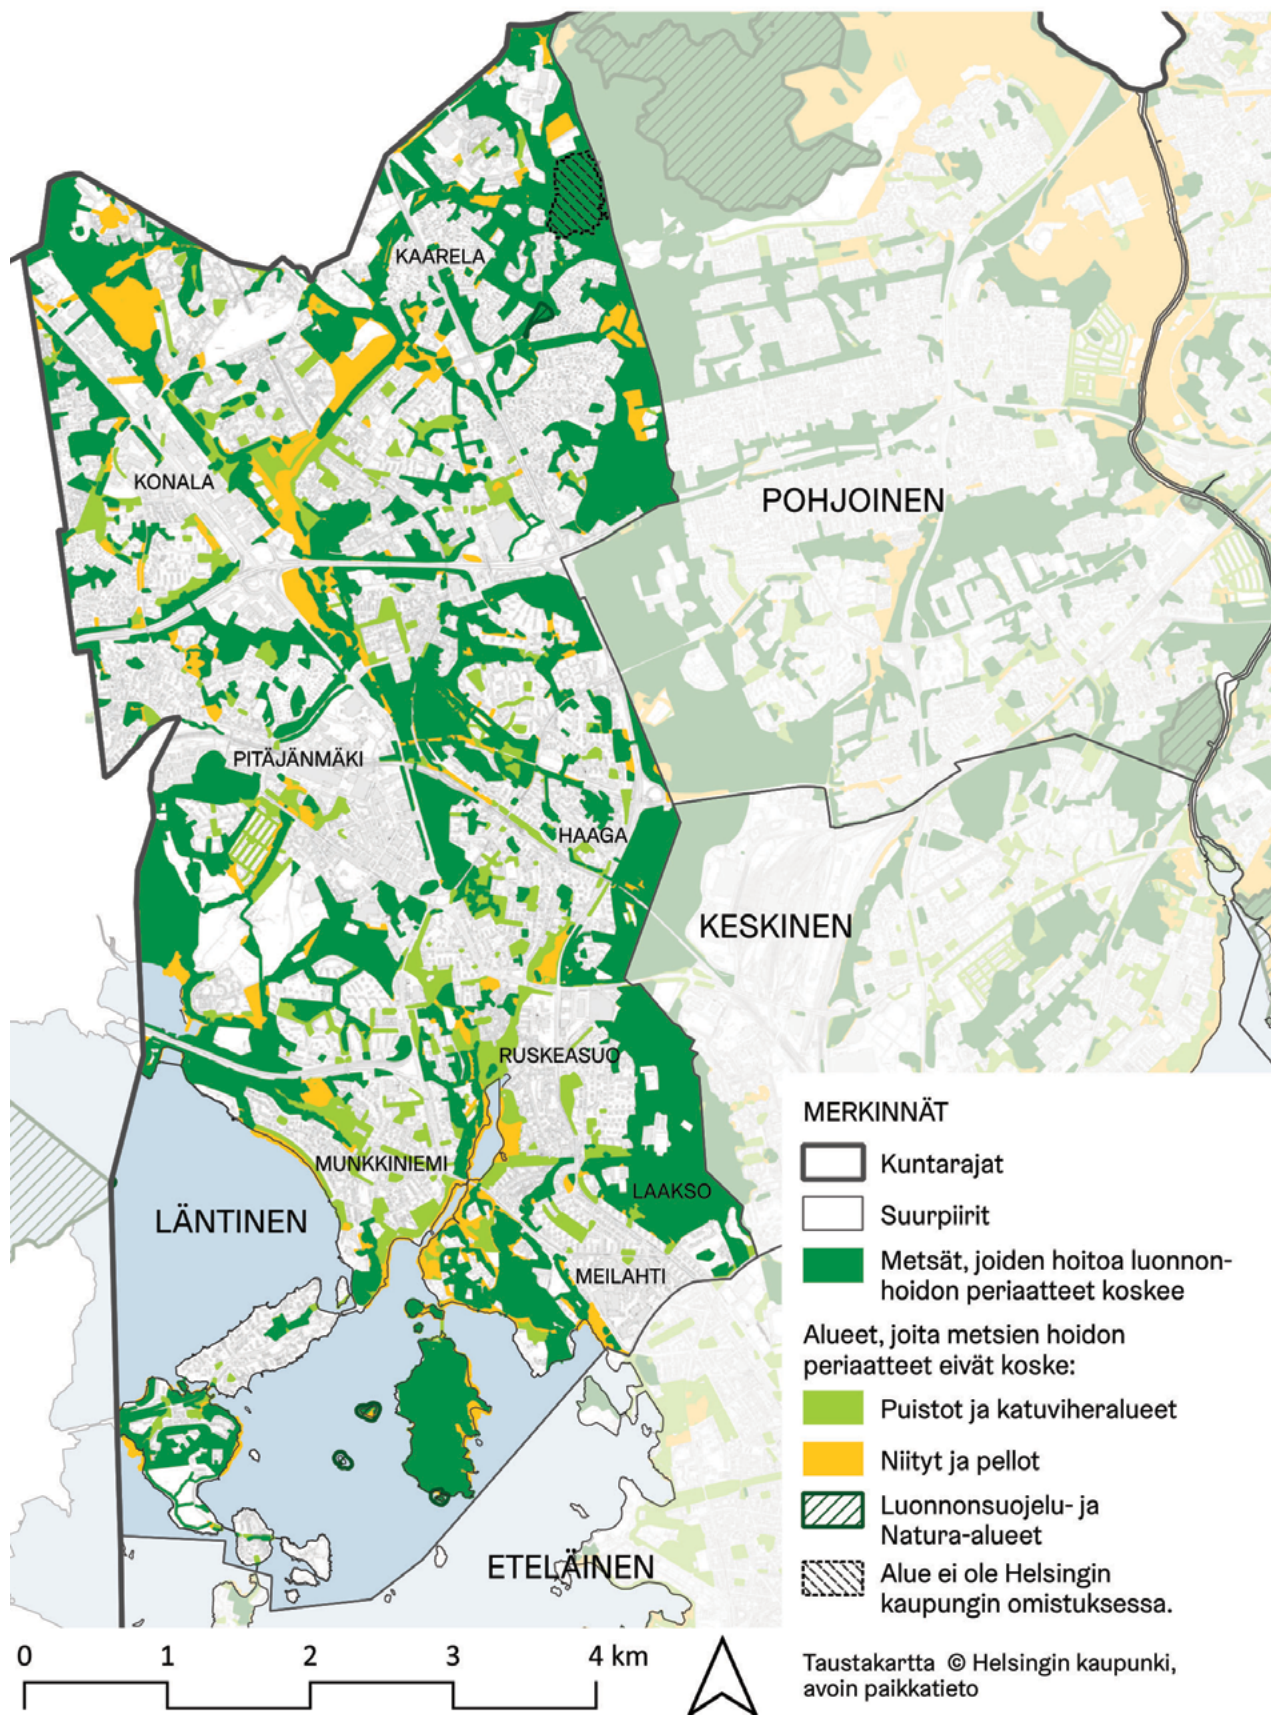 KAARELA
KONALA
POHJOINEN
PITÄJÄNMÄKI
HAAGA
KESKINEN
RUSKEASUO
MUNKKINIEMI
LAAKSO
LÄNTINEN
MEILAHTI
ETELÄINEN
MERKINNÄT
Kuntarajat
Suurpiirit
Metsät, joiden hoitoa luonnon-
hoidon periaatteet koskee
Alueet, joita metsien hoidon
periaatteet eivät koske:
Puistot ja katuviheralueet
Niityt ja pellot
Luonnonsuojelu- ja
Natura-alueet
Alue ei ole Helsingin
kaupungin omistuksessa.
0 1 2 3 4 km
Taustakartta © Helsingin kaupunki,
avoin paikkatieto